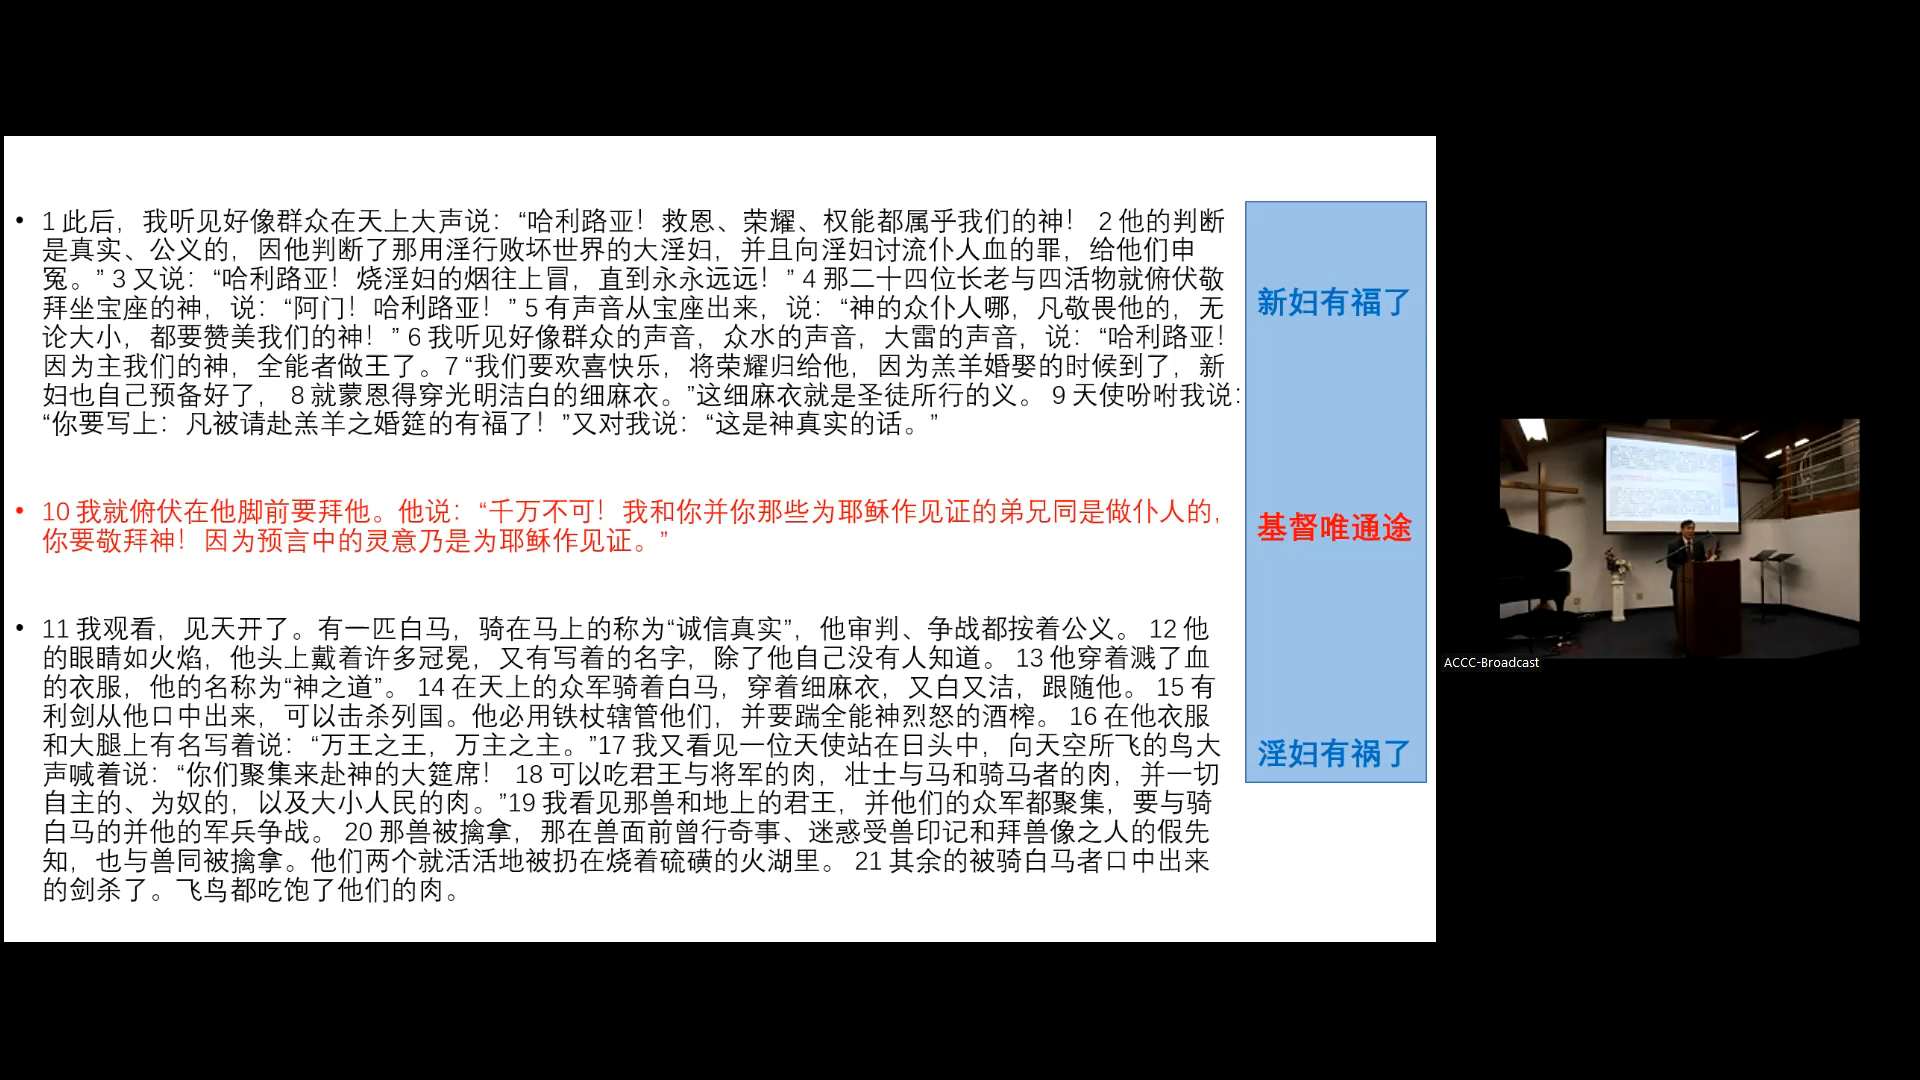 • 1 此后，我听见好像群众在天上大声说：“哈利路亚！救恩、荣耀、权能都属乎我们的神！ 2 他的判断
是真实、公义的，因他判断了那用淫行败坏世界的大淫妇，并且向淫妇讨流仆人血的罪，给他们申
冤。” 3 又说：“哈利路亚！烧淫妇的烟往上冒，直到永永远远！” 4 那二十四位长老与四活物就俯伏敬
拜坐宝座的神，说：“阿门！哈利路亚！” 5 有声音从宝座出来，说：“神的众仆人哪，凡敬畏他的，无
论大小，都要赞美我们的神！” 6 我听见好像群众的声音，众水的声音，大雷的声音，说：“哈利路亚！
因为主我们的神，全能者做王了。7 “我们要欢喜快乐，将荣耀归给他，因为羔羊婚娶的时候到了，新
妇也自己预备好了， 8 就蒙恩得穿光明洁白的细麻衣。”这细麻衣就是圣徒所行的义。 9 天使吩咐我说：
“你要写上：凡被请赴羔羊之婚筵的有福了！”又对我说：“这是神真实的话。”
• 10 我就俯伏在他脚前要拜他。他说：“千万不可！我和你并你那些为耶稣作见证的弟兄同是做仆人的，
你要敬拜神！因为预言中的灵意乃是为耶稣作见证。”
• 11 我观看，见天开了。有一匹白马，骑在马上的称为“诚信真实”，他审判、争战都按着公义。 12 他
的眼睛如火焰，他头上戴着许多冠冕，又有写着的名字，除了他自己没有人知道。 13 他穿着溅了血
的衣服，他的名称为“神之道”。 14 在天上的众军骑着白马，穿着细麻衣，又白又洁，跟随他。 15 有
利剑从他口中出来，可以击杀列国。他必用铁杖辖管他们，并要踹全能神烈怒的酒榨。 16 在他衣服
和大腿上有名写着说：“万王之王，万主之主。”17 我又看见一位天使站在日头中，向天空所飞的鸟大
声喊着说：“你们聚集来赴神的大筵席！ 18 可以吃君王与将军的肉，壮士与马和骑马者的肉，并一切
自主的、为奴的，以及大小人民的肉。”19 我看见那兽和地上的君王，并他们的众军都聚集，要与骑
白马的并他的军兵争战。 20 那兽被擒拿，那在兽面前曾行奇事、迷惑受兽印记和拜兽像之人的假先
知，也与兽同被擒拿。他们两个就活活地被扔在烧着硫磺的火湖里。 21 其余的被骑白马者口中出来
的剑杀了。飞鸟都吃饱了他们的肉。
新妇有福了
基督唯通途
淫妇有祸了
ACCC-Broadcast